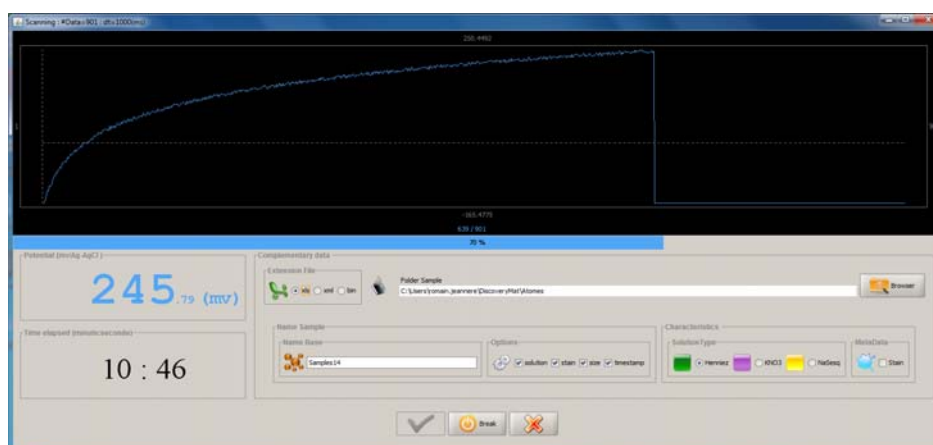 Scanning : #Data=901 : dt=1000(ms)
250.4492
-165.4775
639 / 901
70 %
Potential (mv/Ag-AgCl)
245.79 (mv)
Time elapsed (minute:seconds)
10 : 46
Complementary data
Extension File
xls xml bin
Folder Sample
C:\Users\romain.jeanneret\DiscoveryMat\Atomes
Browser
Name Sample
Name Base
Samples14
Options
solution stain size timestamp
Characteristics
SolutionType
Henniez KNO3
MetaData
Stain
Break